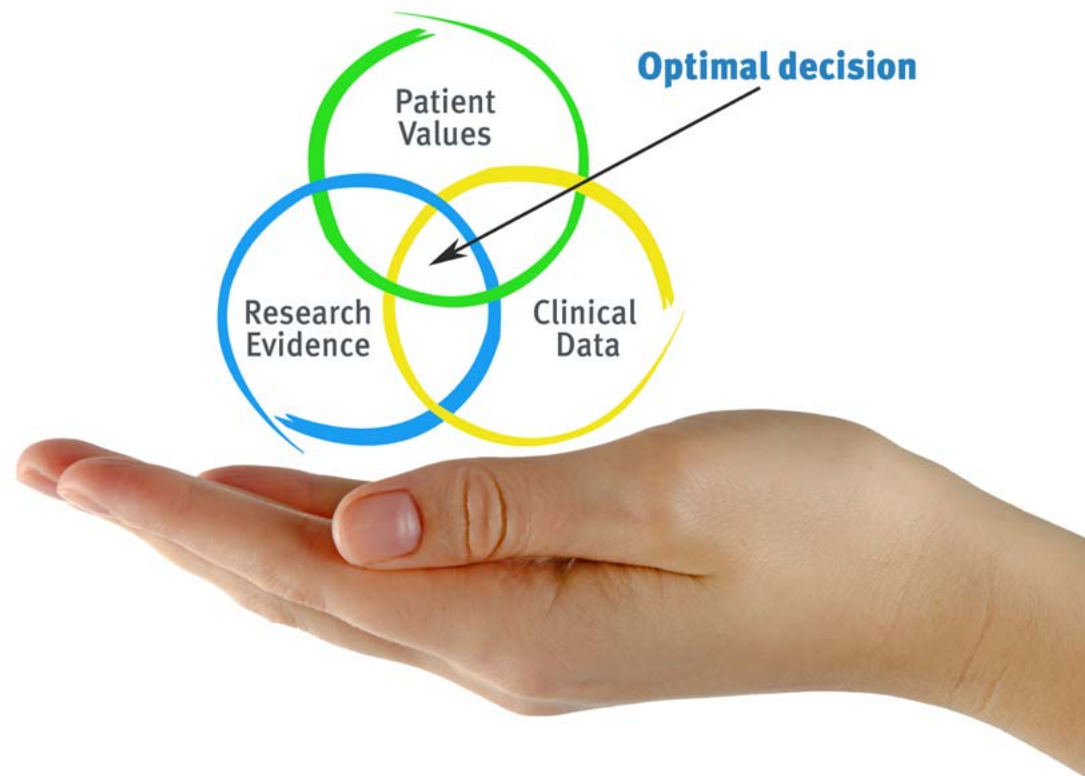 Optimal decision
Patient
Values
Research
Evidence
Clinical
Data